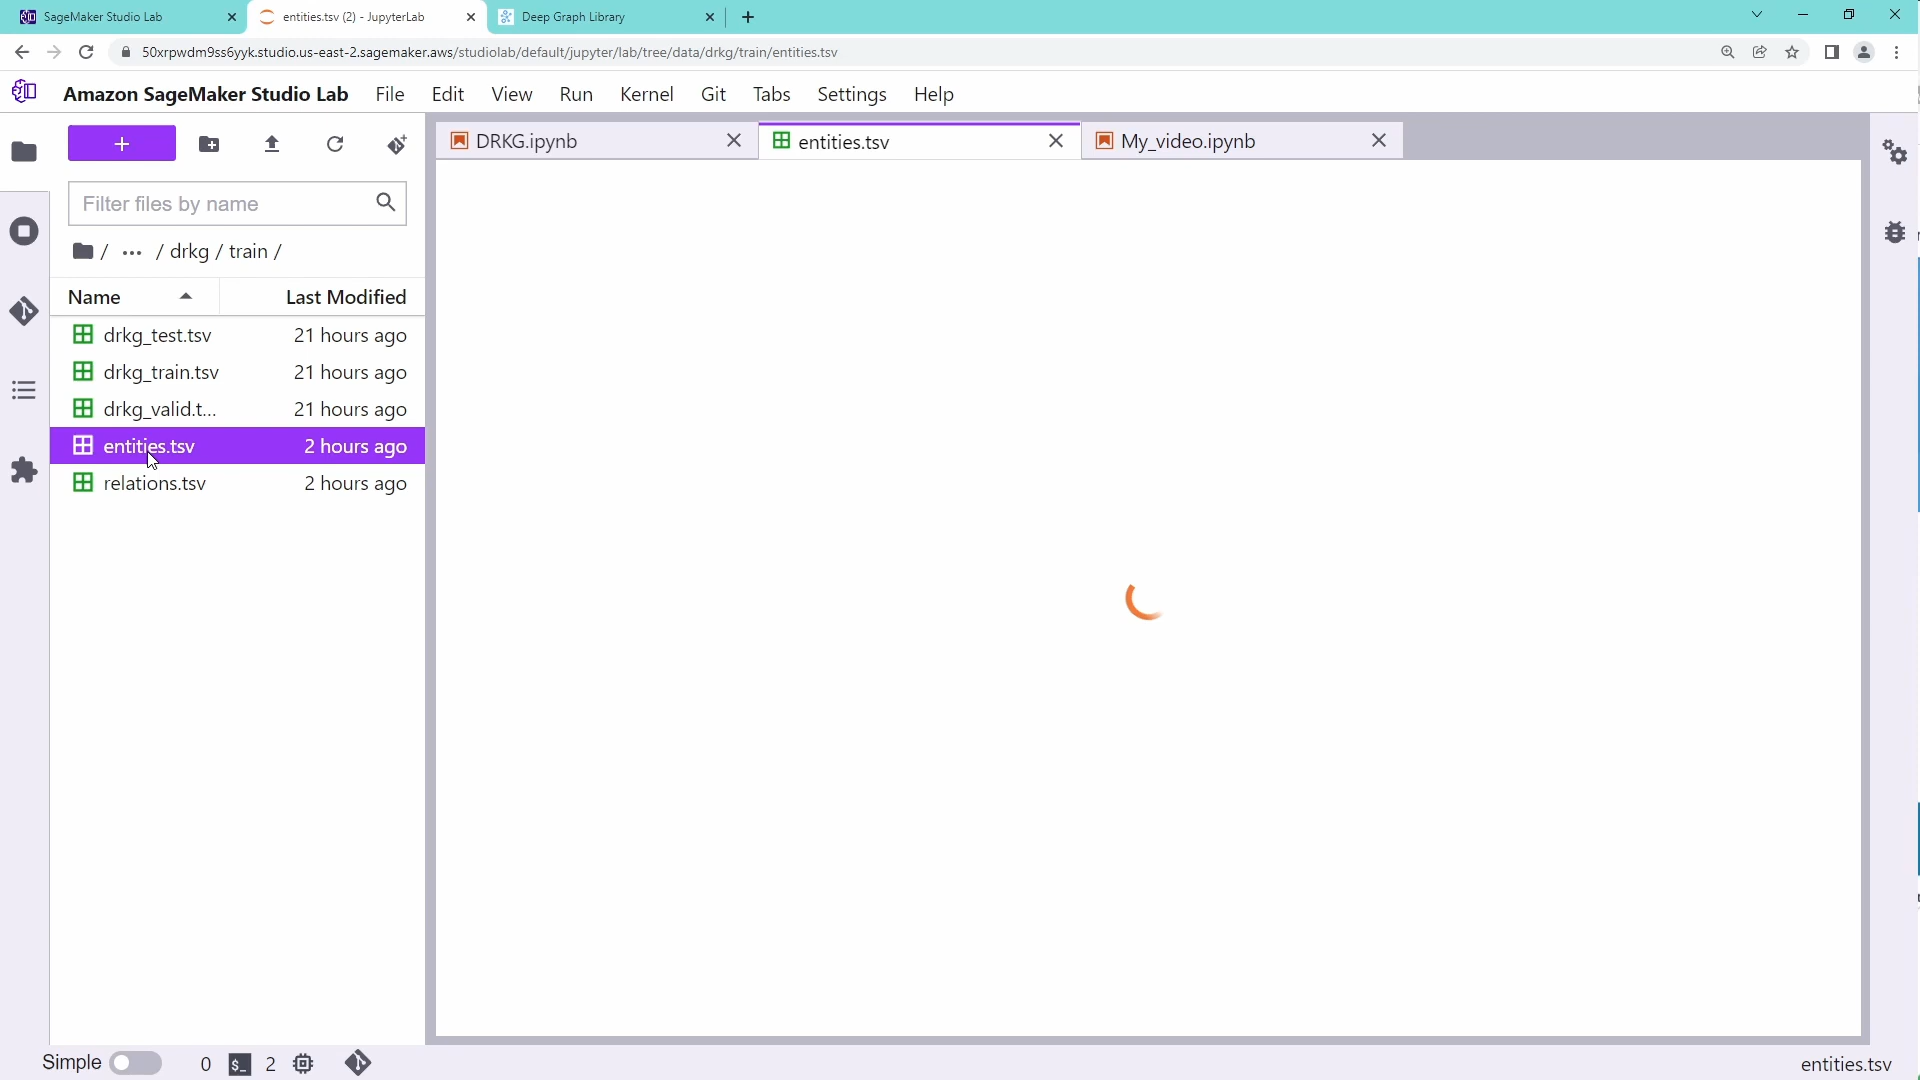 SageMaker Studio Lab
entities.tsv (2) - JupyterLab
Deep Graph Library
50xrpwdm9ss6yyk.studio.us-east-2.sagemaker.aws/studiolab/default/jupyter/lab/tree/data/drkg/train/entities.tsv
Amazon SageMaker Studio Lab File Edit View Run Kernel Git Tabs Settings Help
DRKG.ipynb
entities.tsv
My_video.ipynb
Filter files by name
/ ... / drkg / train /
Name Last Modified
drkg_test.tsv 21 hours ago
drkg_train.tsv 21 hours ago
drkg_valid.t... 21 hours ago
entities.tsv 2 hours ago
relations.tsv 2 hours ago
Simple 0 $_ 2
entities.tsv